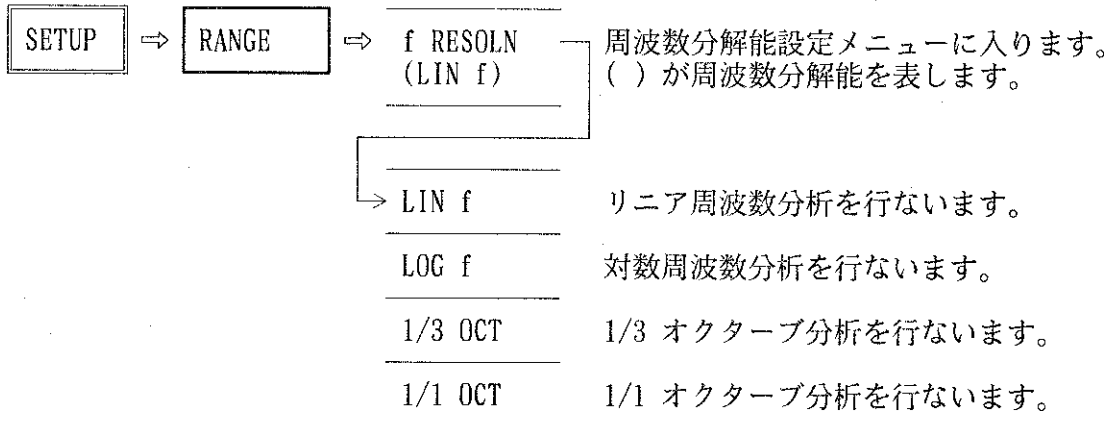 SETUP ⇒ RANGE ⇒ f RESOLN 周波数分解能設定メニューに入ります。
(LIN f) ( ) が周波数分解能を表します。
LIN f リニア周波数分析を行ないます。
LOG f 対数周波数分析を行ないます。
1/3 OCT 1/3 オクターブ分析を行ないます。
1/1 OCT 1/1 オクターブ分析を行ないます。